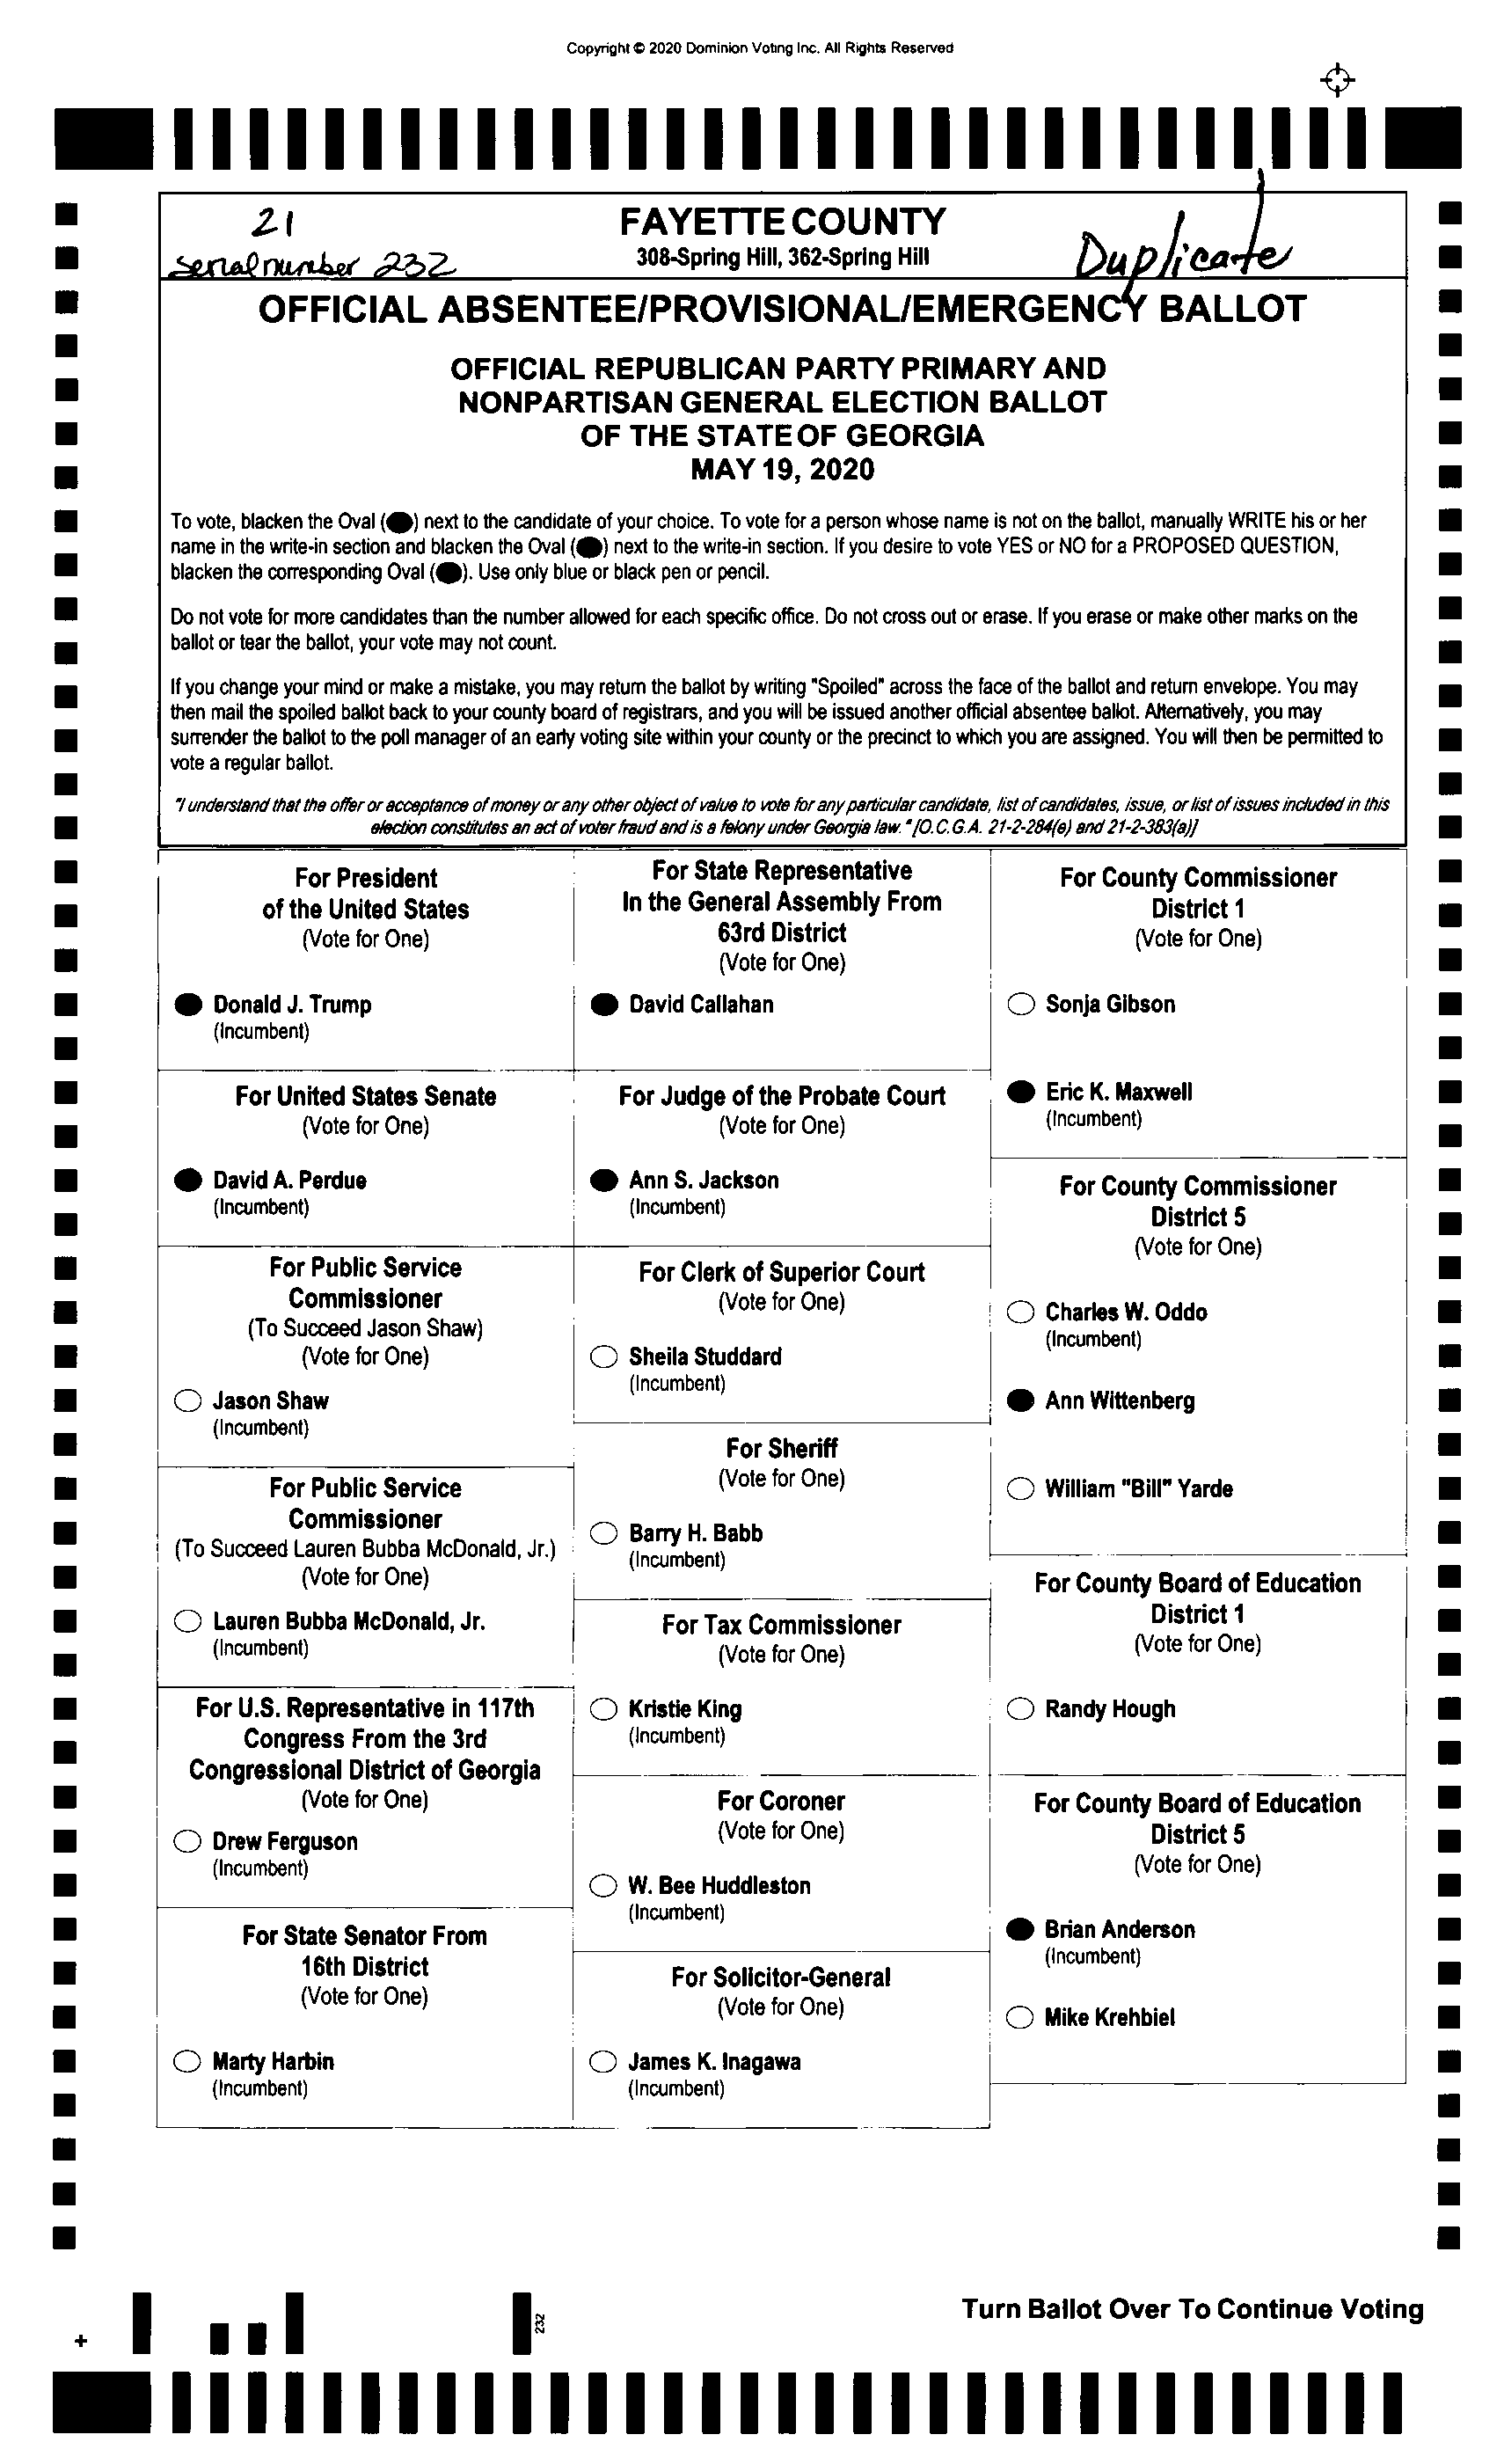 Copyright © 2020 Dominion Voting Inc. All Rights Reserved
21
serial number 232
FAYETTE COUNTY
308-Spring Hill, 362-Spring Hill
Duplicate
OFFICIAL ABSENTEE/PROVISIONAL/EMERGENCY BALLOT
OFFICIAL REPUBLICAN PARTY PRIMARY AND
NONPARTISAN GENERAL ELECTION BALLOT
OF THE STATE OF GEORGIA
MAY 19, 2020
To vote, blacken the Oval (●) next to the candidate of your choice. To vote for a person whose name is not on the ballot, manually WRITE his or her
name in the write-in section and blacken the Oval (●) next to the write-in section. If you desire to vote YES or NO for a PROPOSED QUESTION,
blacken the corresponding Oval (●). Use only blue or black pen or pencil.
Do not vote for more candidates than the number allowed for each specific office. Do not cross out or erase. If you erase or make other marks on the
ballot or tear the ballot, your vote may not count.
If you change your mind or make a mistake, you may return the ballot by writing "Spoiled" across the face of the ballot and return envelope. You may
then mail the spoiled ballot back to your county board of registrars, and you will be issued another official absentee ballot. Alternatively, you may
surrender the ballot to the poll manager of an early voting site within your county or the precinct to which you are assigned. You will then be permitted to
vote a regular ballot.
"I understand that the offer or acceptance of money or any other object of value to vote for any particular candidate, list of candidates, issue, or list of issues included in this
election constitutes an act of voter fraud and is a felony under Georgia law." [O.C.G.A. 21-2-284(e) and 21-2-383(a)]
For President
of the United States
(Vote for One)
Donald J. Trump
(Incumbent)
For United States Senate
(Vote for One)
David A. Perdue
(Incumbent)
For Public Service
Commissioner
(To Succeed Jason Shaw)
(Vote for One)
Jason Shaw
(Incumbent)
For Public Service
Commissioner
(To Succeed Lauren Bubba McDonald, Jr.)
(Vote for One)
Lauren Bubba McDonald, Jr.
(Incumbent)
For U.S. Representative in 117th
Congress From the 3rd
Congressional District of Georgia
(Vote for One)
Drew Ferguson
(Incumbent)
For State Senator From
16th District
(Vote for One)
Marty Harbin
(Incumbent)
For State Representative
In the General Assembly From
63rd District
(Vote for One)
David Callahan
For Judge of the Probate Court
(Vote for One)
Ann S. Jackson
(Incumbent)
For Clerk of Superior Court
(Vote for One)
Sheila Studdard
(Incumbent)
For Sheriff
(Vote for One)
Barry H. Babb
(Incumbent)
For Tax Commissioner
(Vote for One)
Kristie King
(Incumbent)
For Coroner
(Vote for One)
W. Bee Huddleston
(Incumbent)
For Solicitor-General
(Vote for One)
James K. Inagawa
(Incumbent)
For County Commissioner
District 1
(Vote for One)
Sonja Gibson
Eric K. Maxwell
(Incumbent)
For County Commissioner
District 5
(Vote for One)
Charles W. Oddo
(Incumbent)
Ann Wittenberg
William "Bill" Yarde
For County Board of Education
District 1
(Vote for One)
Randy Hough
For County Board of Education
District 5
(Vote for One)
Brian Anderson
(Incumbent)
Mike Krehbiel
Turn Ballot Over To Continue Voting
232
+